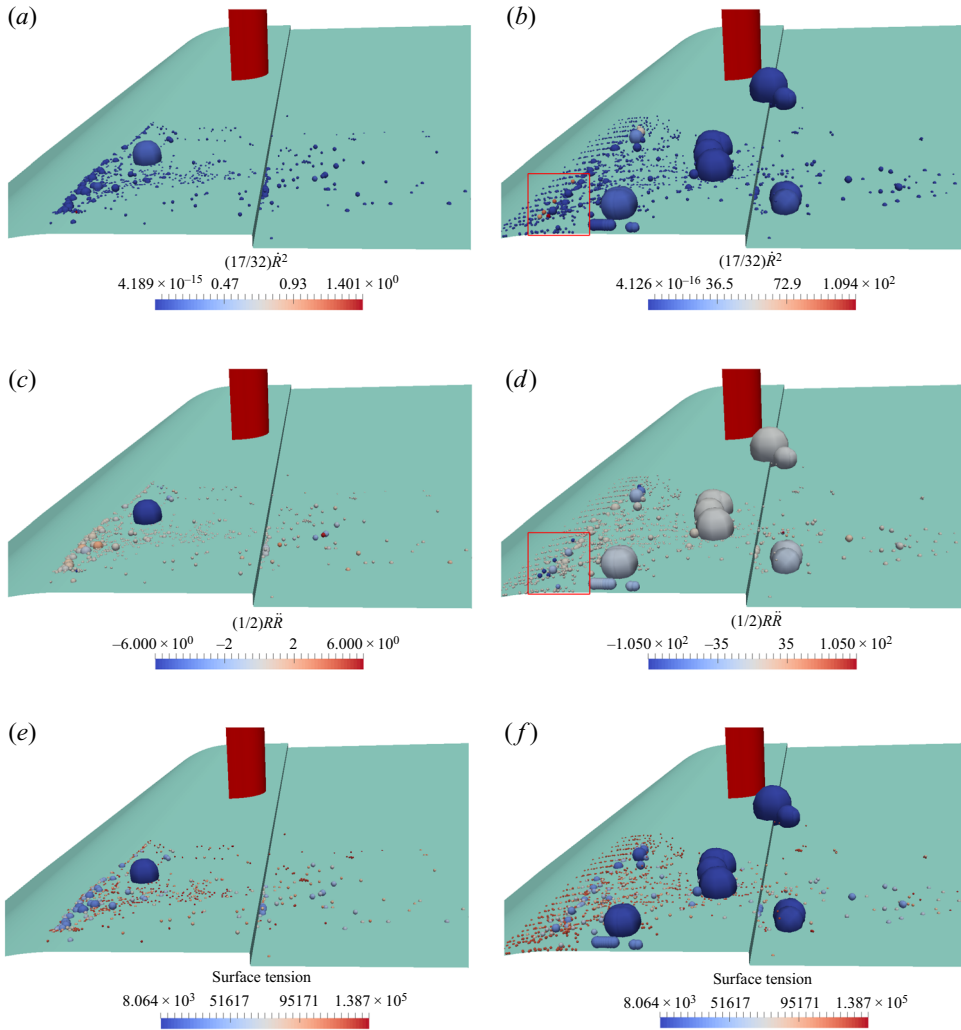 (a)
(b)
(17/32)Ṙ²
4.189 × 10⁻¹⁵ 0.47 0.93 1.401 × 10⁰
(17/32)Ṙ²
4.126 × 10⁻¹⁶ 36.5 72.9 1.094 × 10²
(c)
(d)
(1/2)RR̈
−6.000 × 10⁰ −2 2 6.000 × 10⁰
(1/2)RR̈
−1.050 × 10² −35 35 1.050 × 10²
(e)
(f)
Surface tension
8.064 × 10³ 51617 95171 1.387 × 10⁵
Surface tension
8.064 × 10³ 51617 95171 1.387 × 10⁵